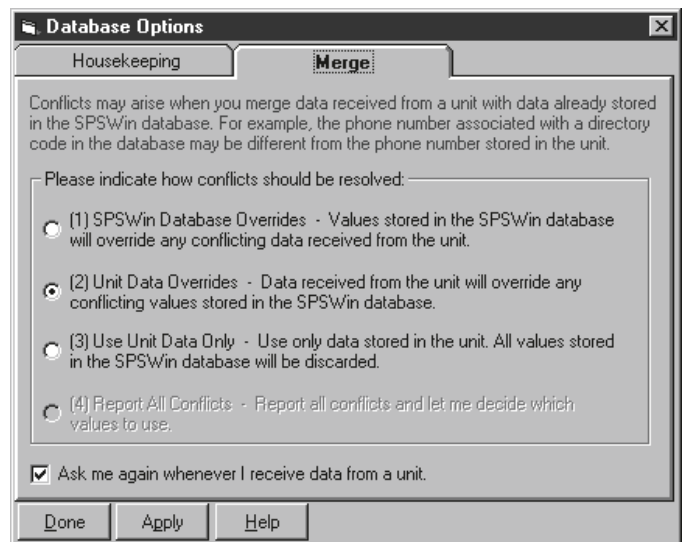 Database Options
Housekeeping
Merge
Conflicts may arise when you merge data received from a unit with data already stored
in the SPSWin database. For example, the phone number associated with a directory
code in the database may be different from the phone number stored in the unit.
Please indicate how conflicts should be resolved:
(1) SPSWin Database Overrides - Values stored in the SPSWin database
will override any conflicting data received from the unit.
(2) Unit Data Overrides - Data received from the unit will override any
conflicting values stored in the SPSWin database.
(3) Use Unit Data Only - Use only data stored in the unit. All values stored
in the SPSWin database will be discarded.
(4) Report All Conflicts - Report all conflicts and let me decide which
values to use.
Ask me again whenever I receive data from a unit.
Done
Apply
Help